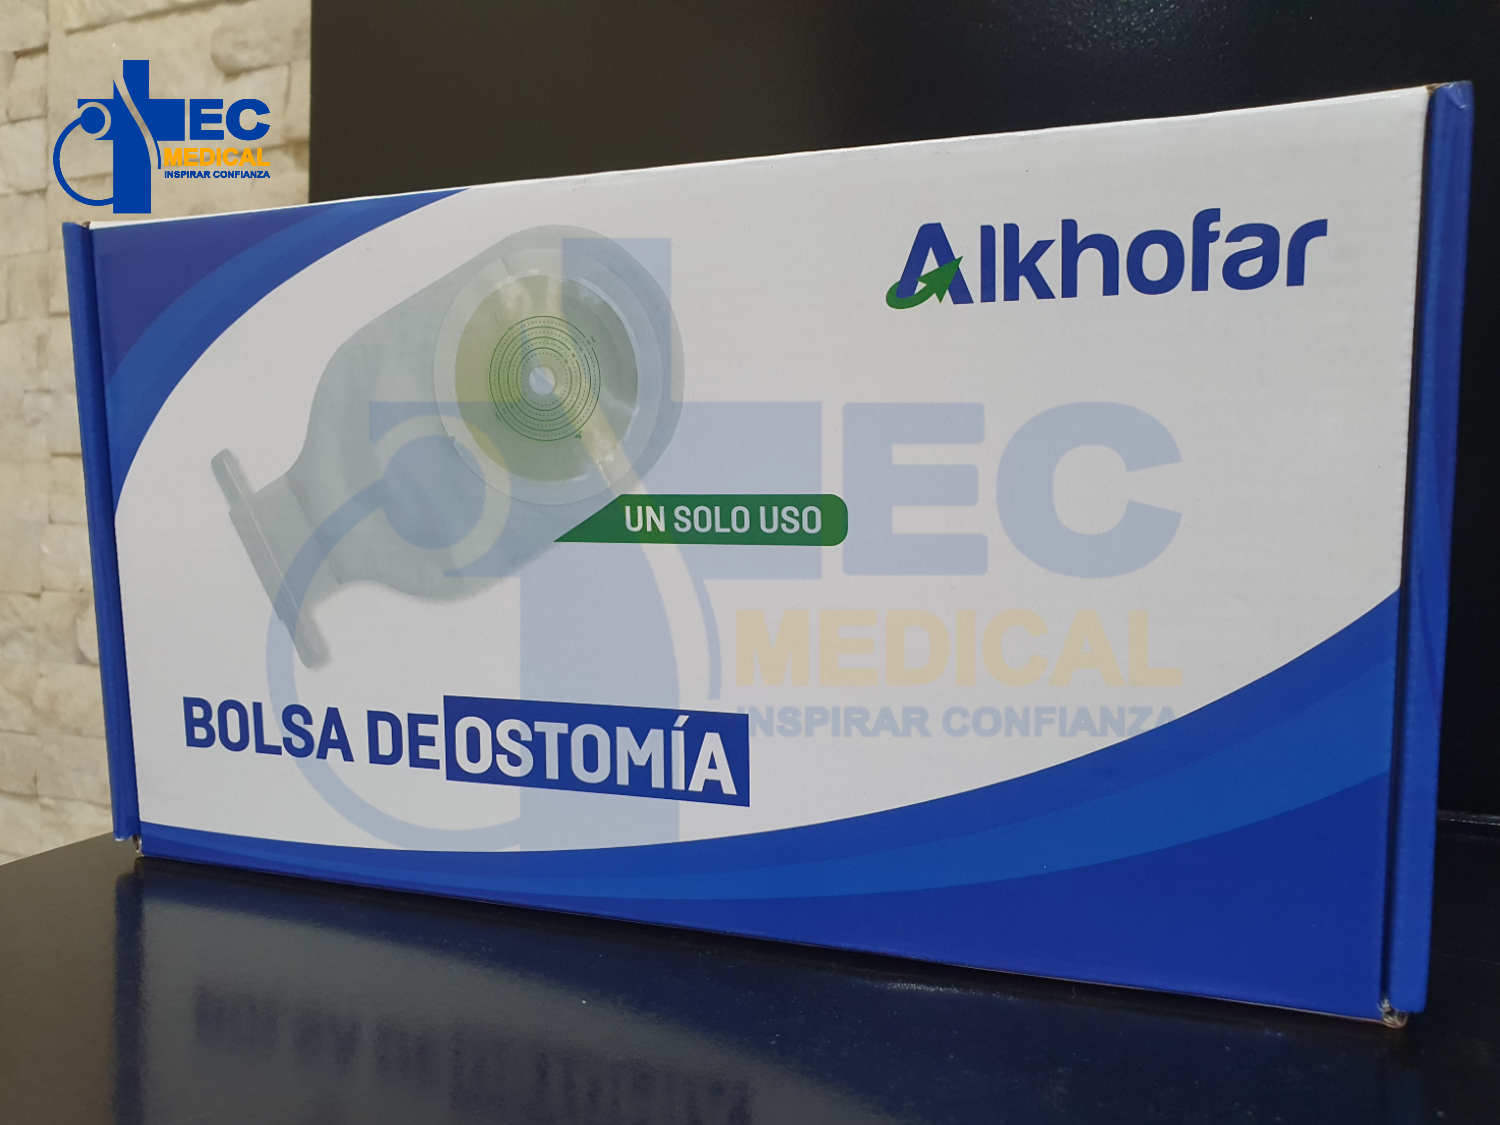 EC
MEDICAL
INSPIRAR CONFIANZA
Alkhofar
UN SOLO USO
EC
MEDICAL
INSPIRAR CONFIANZA
BOLSA DE OSTOMÍA